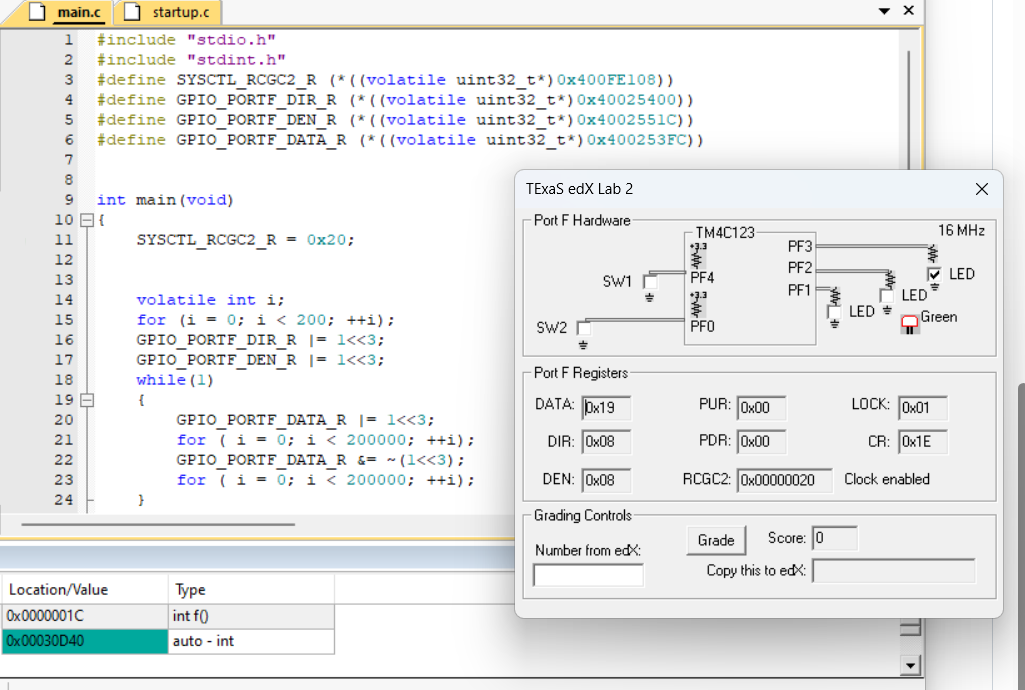 main.c startup.c
1 #include "stdio.h"
2 #include "stdint.h"
3 #define SYSCTL_RCGC2_R (*((volatile uint32_t*)0x400FE108))
4 #define GPIO_PORTF_DIR_R (*((volatile uint32_t*)0x40025400))
5 #define GPIO_PORTF_DEN_R (*((volatile uint32_t*)0x4002551C))
6 #define GPIO_PORTF_DATA_R (*((volatile uint32_t*)0x400253FC))
7
8
9 int main(void)
10 {
11 SYSCTL_RCGC2_R = 0x20;
12
13
14 volatile int i;
15 for (i = 0; i < 200; ++i);
16 GPIO_PORTF_DIR_R |= 1<<3;
17 GPIO_PORTF_DEN_R |= 1<<3;
18 while(1)
19 {
20 GPIO_PORTF_DATA_R |= 1<<3;
21 for ( i = 0; i < 200000; ++i);
22 GPIO_PORTF_DATA_R &= ~(1<<3);
23 for ( i = 0; i < 200000; ++i);
24 }
TExaS edX Lab 2
Port F Hardware
TM4C123
16 MHz
+3.3
PF3
SW1
PF4
PF2
LED
+3.3
PF1
LED
LED
SW2
PF0
Green
Port F Registers
DATA: 0x19 PUR: 0x00 LOCK: 0x01
DIR: 0x08 PDR: 0x00 CR: 0x1E
DEN: 0x08 RCGC2: 0x00000020 Clock enabled
Grading Controls
Number from edX:
Grade Score: 0
Copy this to edX:
Location/Value Type
0x0000001C int f()
0x00030D40 auto - int